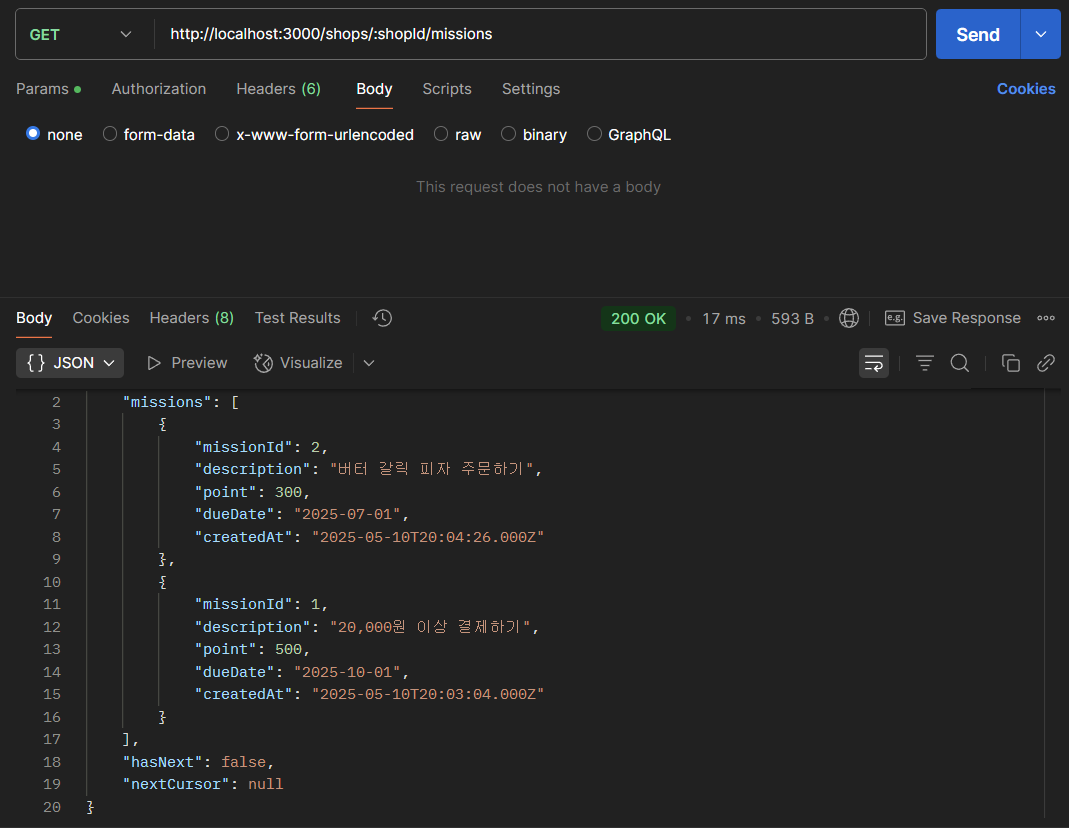 GET http://localhost:3000/shops/:shopId/missions Send
Params Authorization Headers (6) Body Scripts Settings Cookies
none form-data x-www-form-urlencoded raw binary GraphQL
This request does not have a body
Body Cookies Headers (8) Test Results 200 OK 17 ms 593 B e.g. Save Response
{} JSON Preview Visualize
2 "missions": [
3 {
4 "missionId": 2,
5 "description": "버터 갈릭 피자 주문하기",
6 "point": 300,
7 "dueDate": "2025-07-01",
8 "createdAt": "2025-05-10T20:04:26.000Z"
9 },
10 {
11 "missionId": 1,
12 "description": "20,000원 이상 결제하기",
13 "point": 500,
14 "dueDate": "2025-10-01",
15 "createdAt": "2025-05-10T20:03:04.000Z"
16 }
17 ],
18 "hasNext": false,
19 "nextCursor": null
20 }